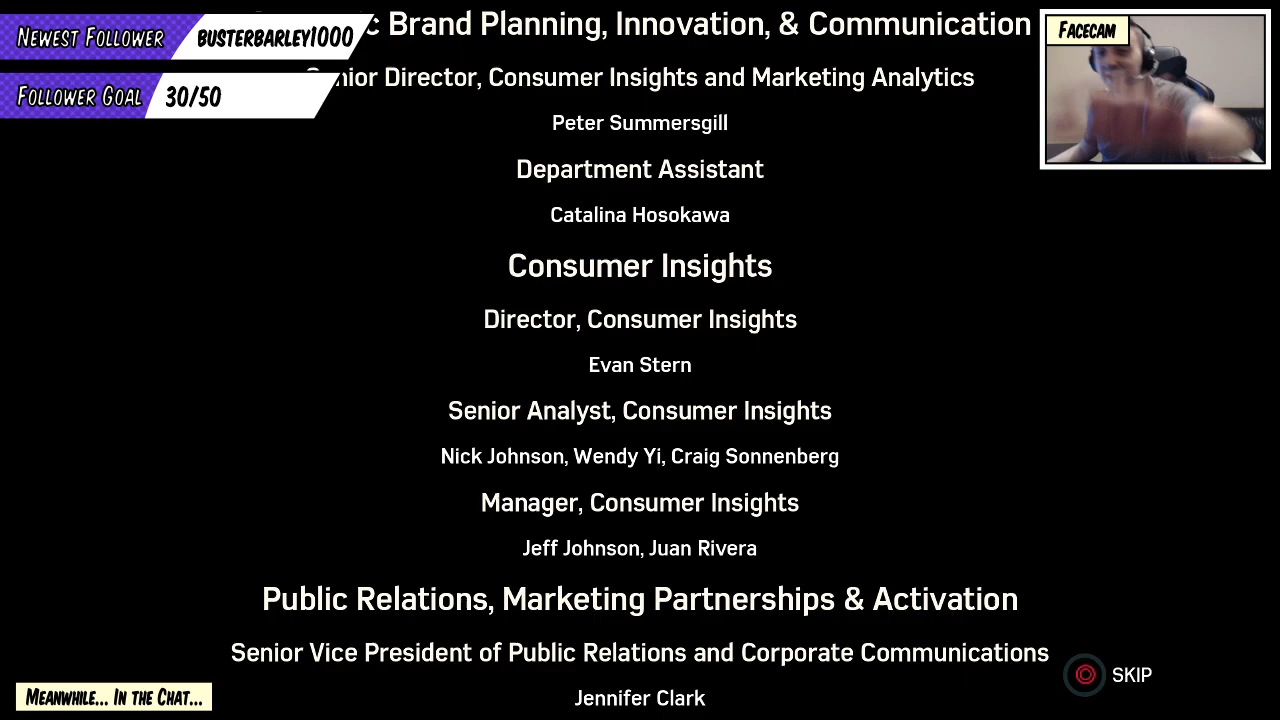 NEWEST FOLLOWER
BUSTERBARLEY1000
FOLLOWER GOAL
30/50
FACECAM
Brand Planning, Innovation, & Communication
Director, Consumer Insights and Marketing Analytics
Peter Summersgill
Department Assistant
Catalina Hosokawa
Consumer Insights
Director, Consumer Insights
Evan Stern
Senior Analyst, Consumer Insights
Nick Johnson, Wendy Yi, Craig Sonnenberg
Manager, Consumer Insights
Jeff Johnson, Juan Rivera
Public Relations, Marketing Partnerships & Activation
Senior Vice President of Public Relations and Corporate Communications
Jennifer Clark
SKIP
MEANWHILE... IN THE CHAT...